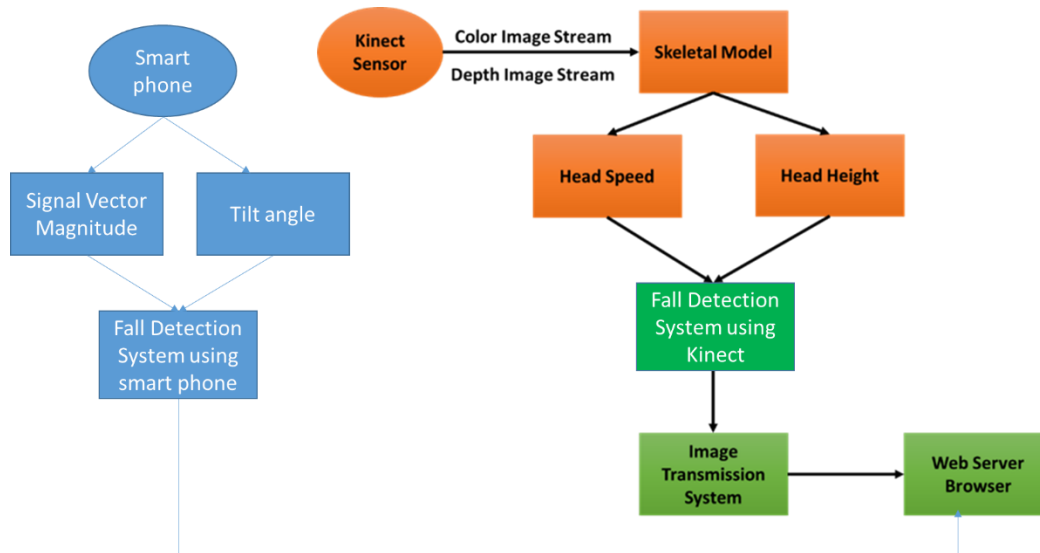 Smart
phone
Signal Vector
Magnitude
Tilt angle
Fall Detection
System using
smart phone
Kinect
Sensor
Color Image Stream
Depth Image Stream
Skeletal Model
Head Speed
Head Height
Fall Detection
System using
Kinect
Image
Transmission
System
Web Server
Browser